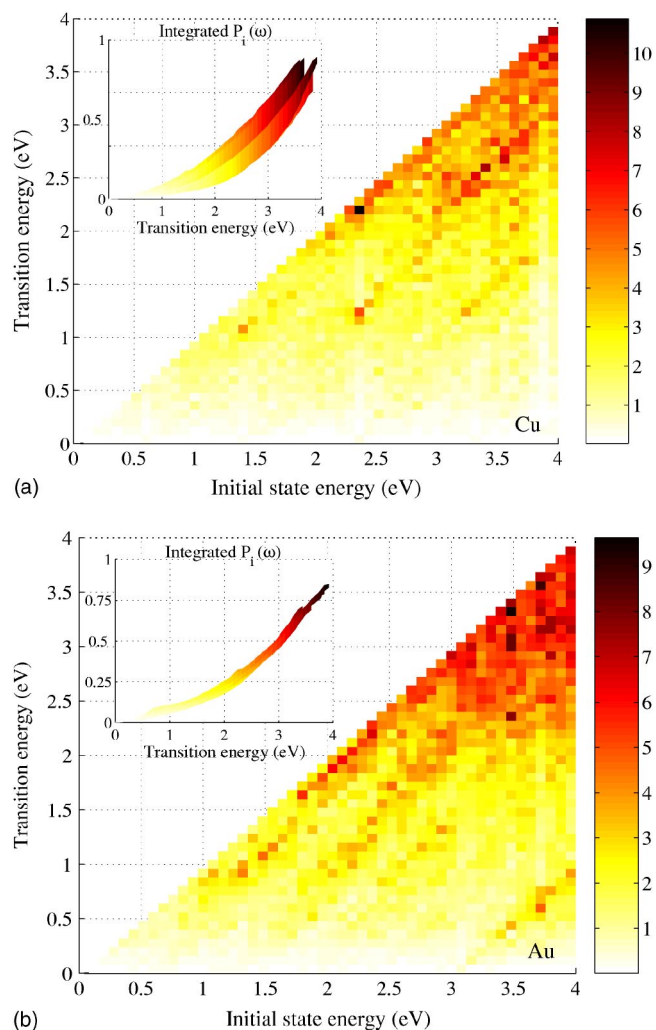 4
3.5
3
2.5
2
1.5
1
0.5
0
Transition energy (eV)
Integrated P_i (ω)
1
0.5
0
0 1 2 3 4
Transition energy (eV)
0 0.5 1 1.5 2 2.5 3 3.5 4
Cu
(a)
Initial state energy (eV)
10
9
8
7
6
5
4
3
2
1
4
3.5
3
2.5
2
1.5
1
0.5
0
Transition energy (eV)
Integrated P_i (ω)
1
0.75
0.5
0.25
0
0 1 2 3 4
Transition energy (eV)
0 0.5 1 1.5 2 2.5 3 3.5 4
Au
(b)
Initial state energy (eV)
9
8
7
6
5
4
3
2
1